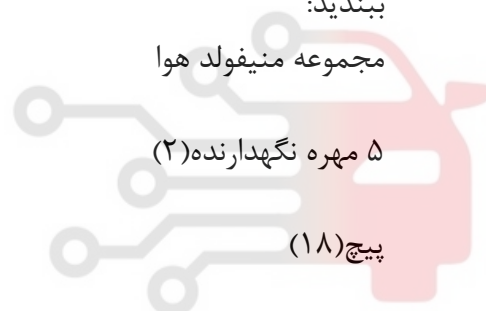 ببندید:
مجموعه منیفولد هوا
۵ مهره نگهدارنده(۲)
پیچ(۱۸)